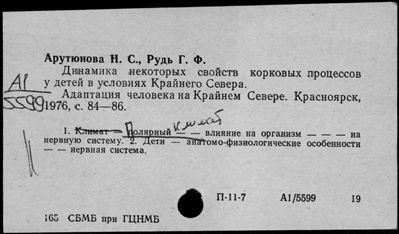 Арутюнова Н. С., Рудь Г. Ф.
Динамика некоторых свойств корковых процессов
у детей в условиях Крайнего Севера.
А1
5599
Адаптация человека на Крайнем Севере. Красноярск,
1976, с. 84—86.
Климат
1. Климат — Полярный — — влияние на организм — — — на
нервную систему. 2. Дети — анатомо-физиологические особенности
— — нервная система.
П-11-7 А1/5599 19
165 СБМБ при ГЦНМБ